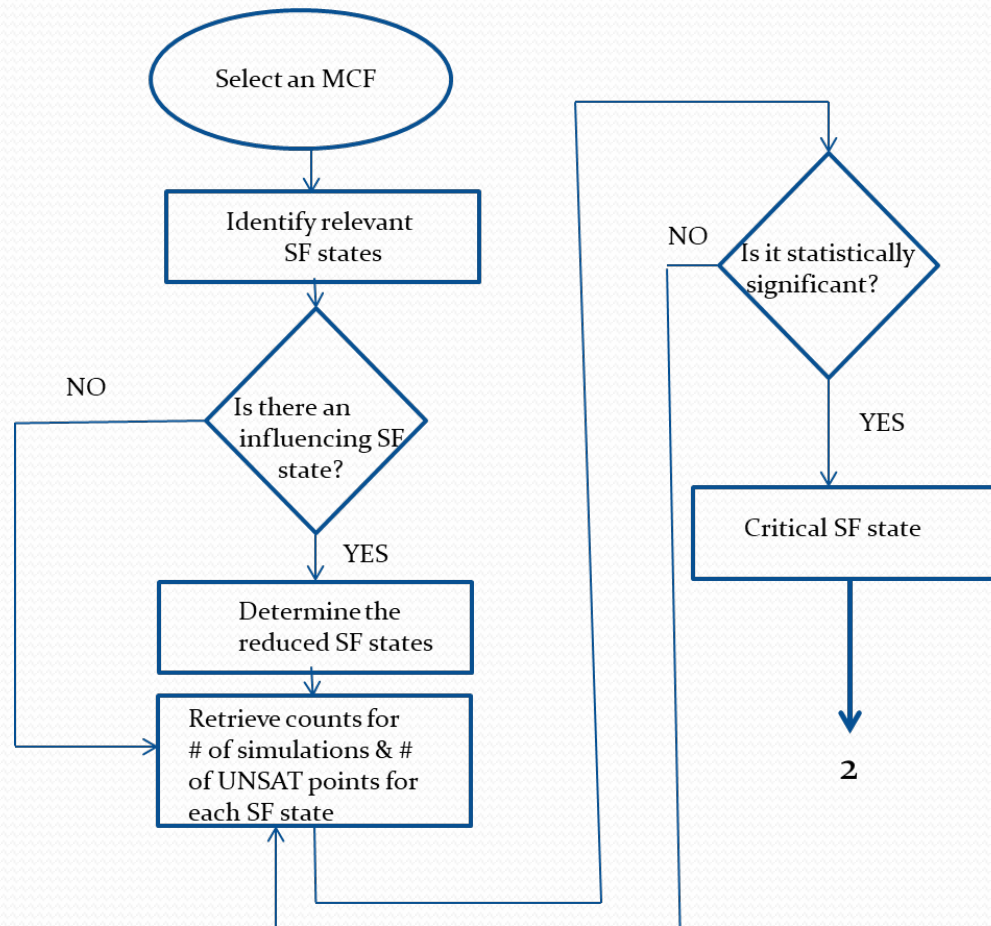 Select an MCF
Identify relevant
SF states
NO
Is there an
influencing SF
state?
YES
Determine the
reduced SF states
Retrieve counts for
# of simulations & #
of UNSAT points for
each SF state
NO
Is it statistically
significant?
YES
Critical SF state
2